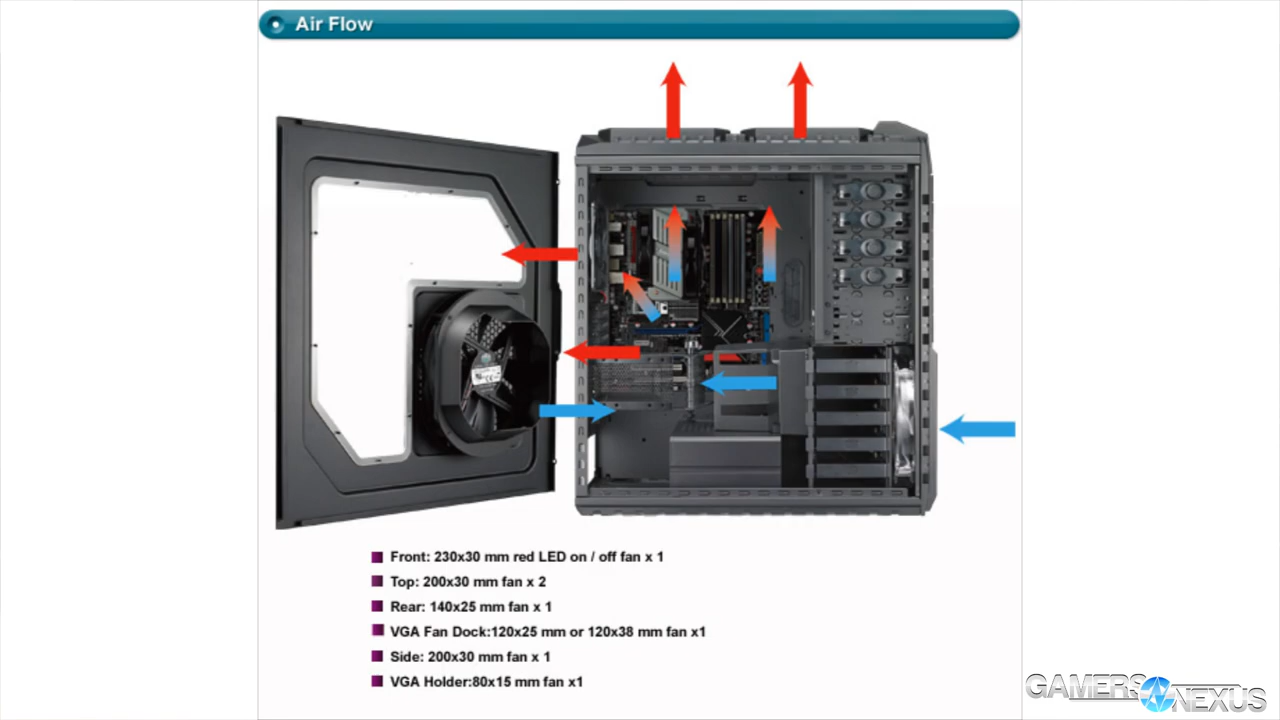 Air Flow
Front: 230x30 mm red LED on / off fan x 1
Top: 200x30 mm fan x 2
Rear: 140x25 mm fan x 1
VGA Fan Dock:120x25 mm or 120x38 mm fan x1
Side: 200x30 mm fan x 1
VGA Holder:80x15 mm fan x1
GAMERS NEXUS